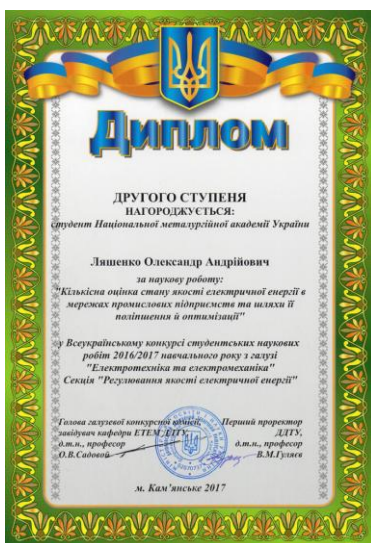 Диплом
ДРУГОГО СТУПЕНЯ
НАГОРОДЖУЄТЬСЯ:
студент Національної металургійної академії України
Ляшенко Олександр Андрійович
за наукову роботу:
"Кількісна оцінка стану якості електричної енергії в
мережах промислових підприємств та шляхи її
поліпшення й оптимізації"
у Всеукраїнському конкурсі студентських наукових
робіт 2016/2017 навчального року з галузі
"Електротехніка та електромеханіка"
Секція "Регулювання якості електричної енергії"
Голова галузевої конкурсної комісії,
завідувач кафедри ЕТЕМ ДДТУ,
д.т.н., професор
О.В.Садовой
Перший проректор
ДДТУ,
д.т.н., професор
В.М.Гуляєв
м. Кам'янське 2017